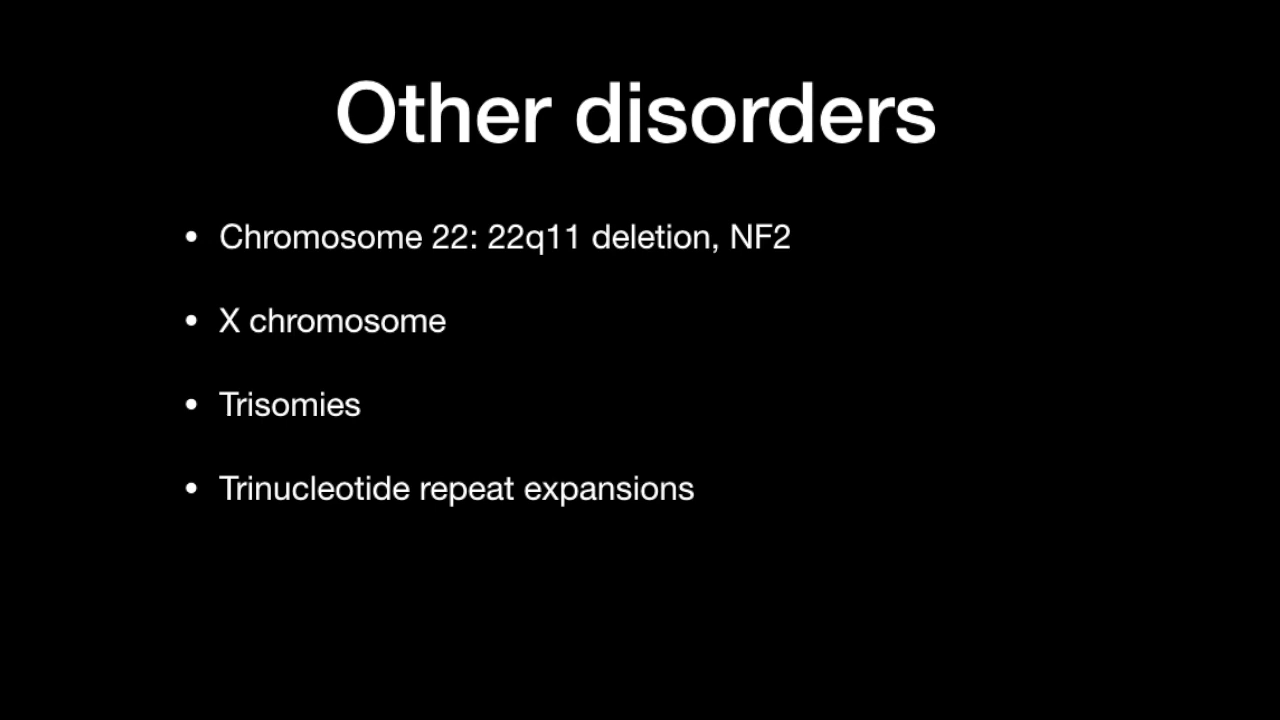 Other disorders
• Chromosome 22: 22q11 deletion, NF2
• X chromosome
• Trisomies
• Trinucleotide repeat expansions